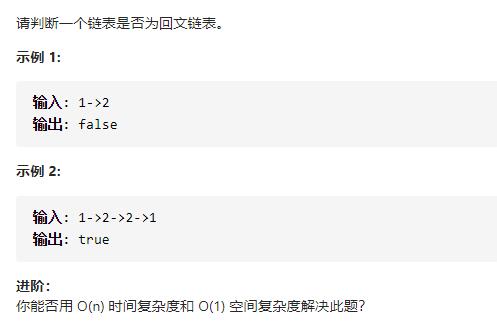 请判断一个链表是否为回文链表。
示例 1:
输入: 1->2
输出: false
示例 2:
输入: 1->2->2->1
输出: true
进阶：
你能否用 O(n) 时间复杂度和 O(1) 空间复杂度解决此题？